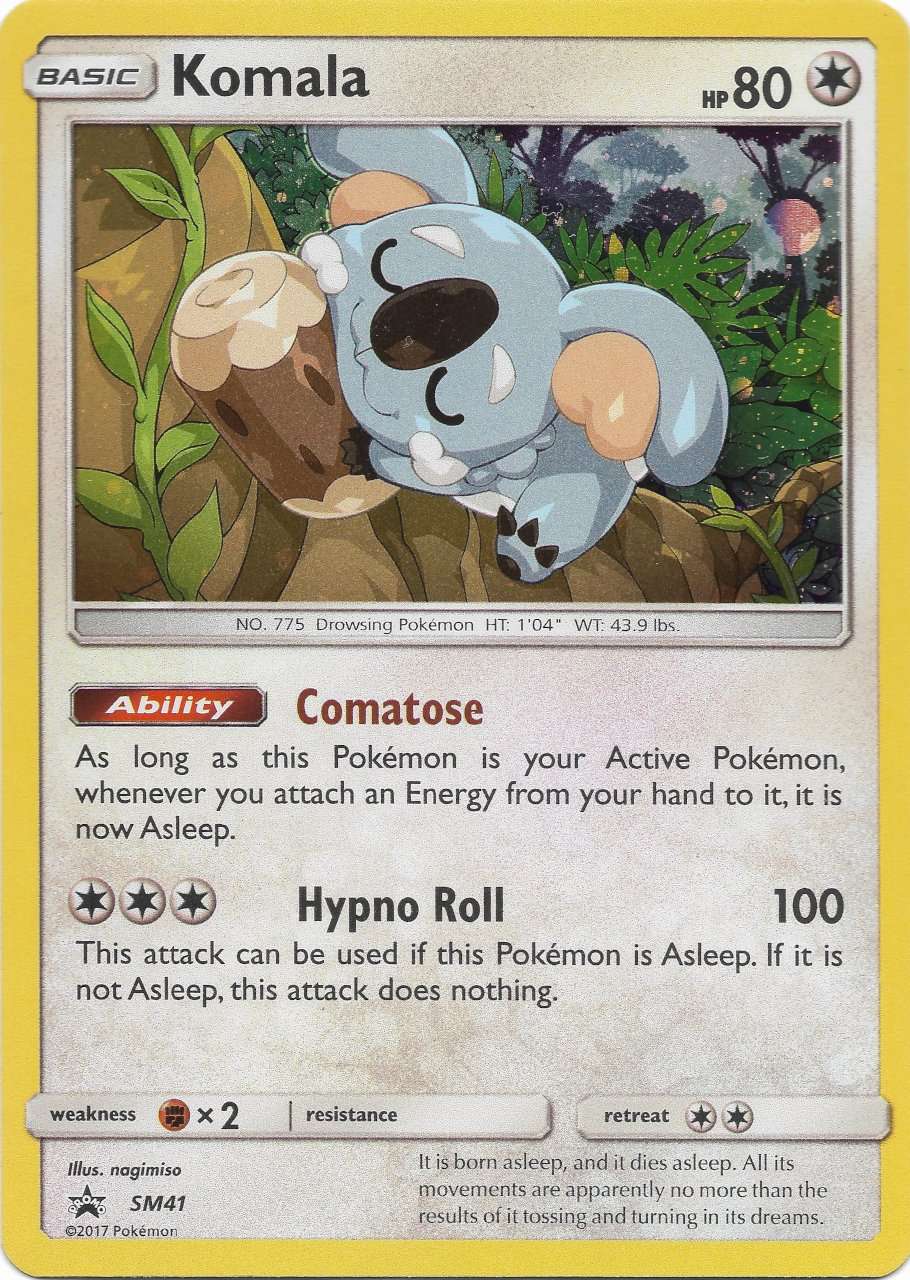 BASIC Komala HP 80
NO. 775 Drowsing Pokémon HT: 1'04" WT: 43.9 lbs.
Ability Comatose
As long as this Pokémon is your Active Pokémon,
whenever you attach an Energy from your hand to it, it is
now Asleep.
Hypno Roll 100
This attack can be used if this Pokémon is Asleep. If it is
not Asleep, this attack does nothing.
weakness × 2 resistance retreat
Illus. nagimiso
PROMO SM41
©2017 Pokémon
It is born asleep, and it dies asleep. All its
movements are apparently no more than the
results of it tossing and turning in its dreams.